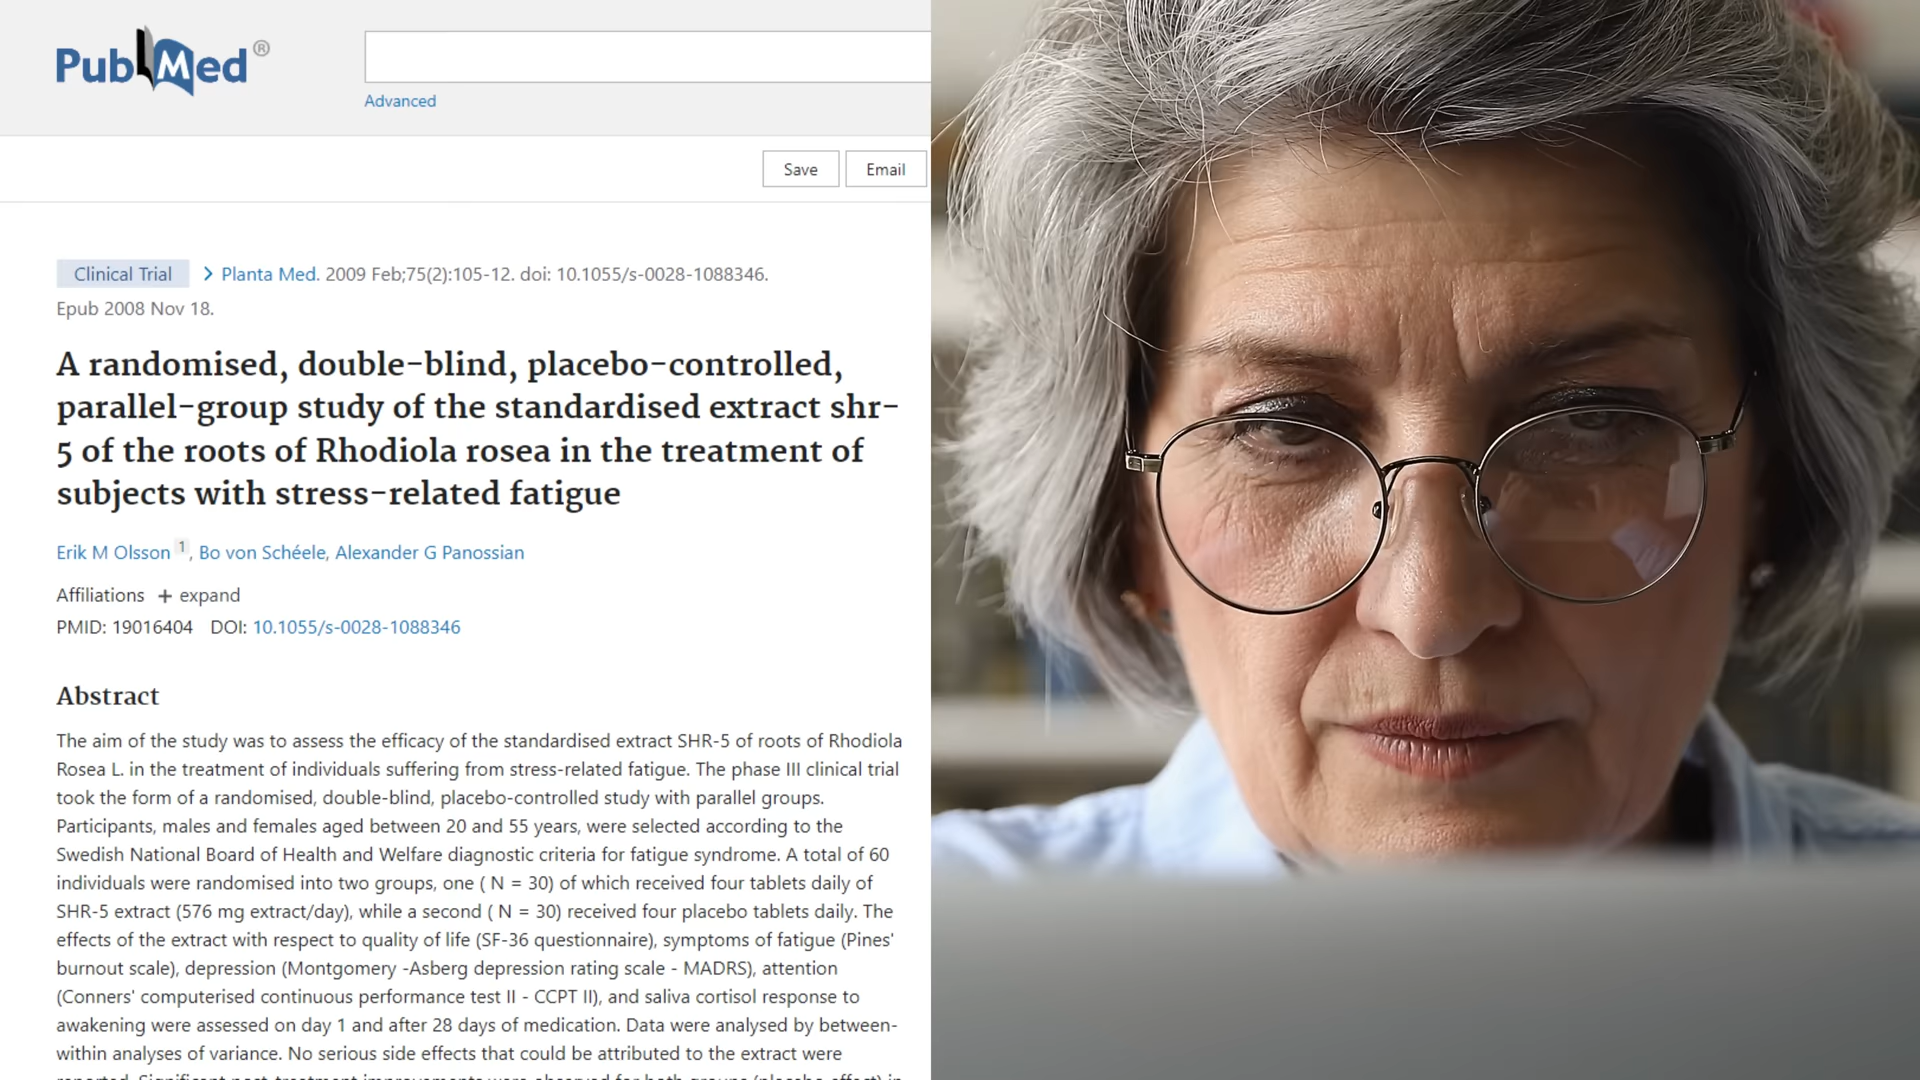 PubMed®
Advanced
Save Email
Clinical Trial > Planta Med. 2009 Feb;75(2):105-12. doi: 10.1055/s-0028-1088346.
Epub 2008 Nov 18.
A randomised, double-blind, placebo-controlled,
parallel-group study of the standardised extract shr-
5 of the roots of Rhodiola rosea in the treatment of
subjects with stress-related fatigue
Erik M Olsson 1, Bo von Schéele, Alexander G Panossian
Affiliations + expand
PMID: 19016404 DOI: 10.1055/s-0028-1088346
Abstract
The aim of the study was to assess the efficacy of the standardised extract SHR-5 of roots of Rhodiola
Rosea L. in the treatment of individuals suffering from stress-related fatigue. The phase III clinical trial
took the form of a randomised, double-blind, placebo-controlled study with parallel groups.
Participants, males and females aged between 20 and 55 years, were selected according to the
Swedish National Board of Health and Welfare diagnostic criteria for fatigue syndrome. A total of 60
individuals were randomised into two groups, one ( N = 30) of which received four tablets daily of
SHR-5 extract (576 mg extract/day), while a second ( N = 30) received four placebo tablets daily. The
effects of the extract with respect to quality of life (SF-36 questionnaire), symptoms of fatigue (Pines'
burnout scale), depression (Montgomery -Asberg depression rating scale - MADRS), attention
(Conners' computerised continuous performance test II - CCPT II), and saliva cortisol response to
awakening were assessed on day 1 and after 28 days of medication. Data were analysed by between-
within analyses of variance. No serious side effects that could be attributed to the extract were
reported. Significant post-treatment improvements were observed for both groups (placebo effect) in